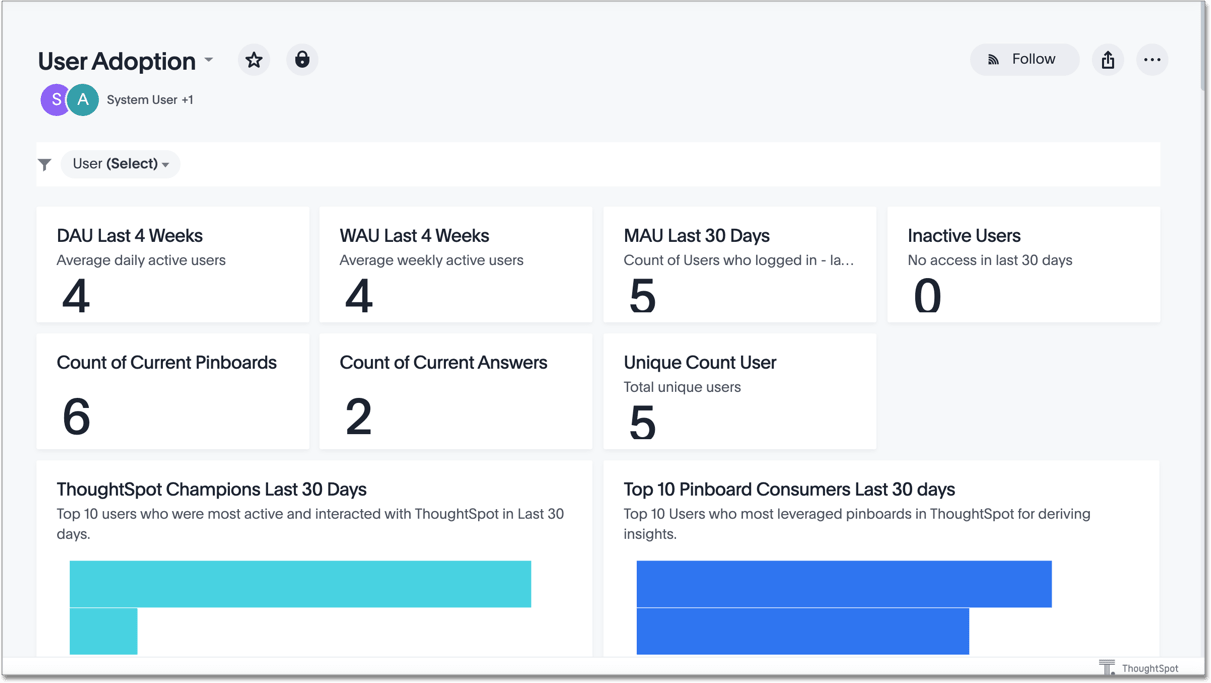 User Adoption
Follow
S A System User +1
User (Select)
DAU Last 4 Weeks
Average daily active users
4
WAU Last 4 Weeks
Average weekly active users
4
MAU Last 30 Days
Count of Users who logged in - la...
5
Inactive Users
No access in last 30 days
0
Count of Current Pinboards
6
Count of Current Answers
2
Unique Count User
Total unique users
5
ThoughtSpot Champions Last 30 Days
Top 10 users who were most active and interacted with ThoughtSpot in Last 30
days.
Top 10 Pinboard Consumers Last 30 days
Top 10 Users who most leveraged pinboards in ThoughtSpot for deriving
insights.
ThoughtSpot